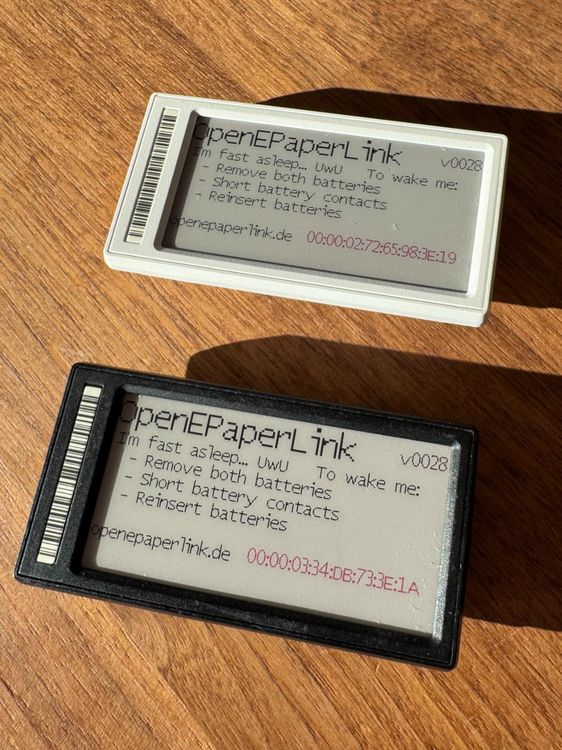 OpenEPaperLink v0028
Im fast asleep... UwU To wake me:
- Remove both batteries
- Short battery contacts
- Reinsert batteries
openepaperlink.de 00:00:02:72:65:98:3E:19
OpenEPaperLink v0028
Im fast asleep... UwU To wake me:
- Remove both batteries
- Short battery contacts
- Reinsert batteries
openepaperlink.de 00:00:03:34:DB:73:3E:1A